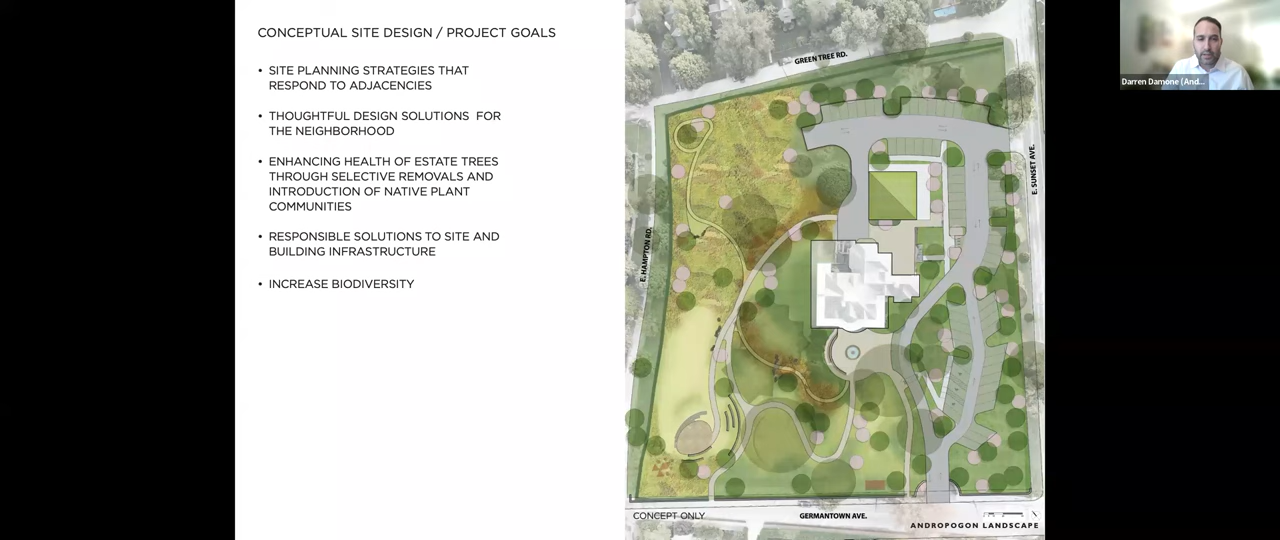 CONCEPTUAL SITE DESIGN / PROJECT GOALS
• SITE PLANNING STRATEGIES THAT
RESPOND TO ADJACENCIES
• THOUGHTFUL DESIGN SOLUTIONS FOR
THE NEIGHBORHOOD
• ENHANCING HEALTH OF ESTATE TREES
THROUGH SELECTIVE REMOVALS AND
INTRODUCTION OF NATIVE PLANT
COMMUNITIES
• RESPONSIBLE SOLUTIONS TO SITE AND
BUILDING INFRASTRUCTURE
• INCREASE BIODIVERSITY
GREEN TREE RD.
E. SUNSET AVE.
E. HAMPTON RD.
CONCEPT ONLY
GERMANTOWN AVE.
ANDROPOGON LANDSCAPE
Darren Damone (And...